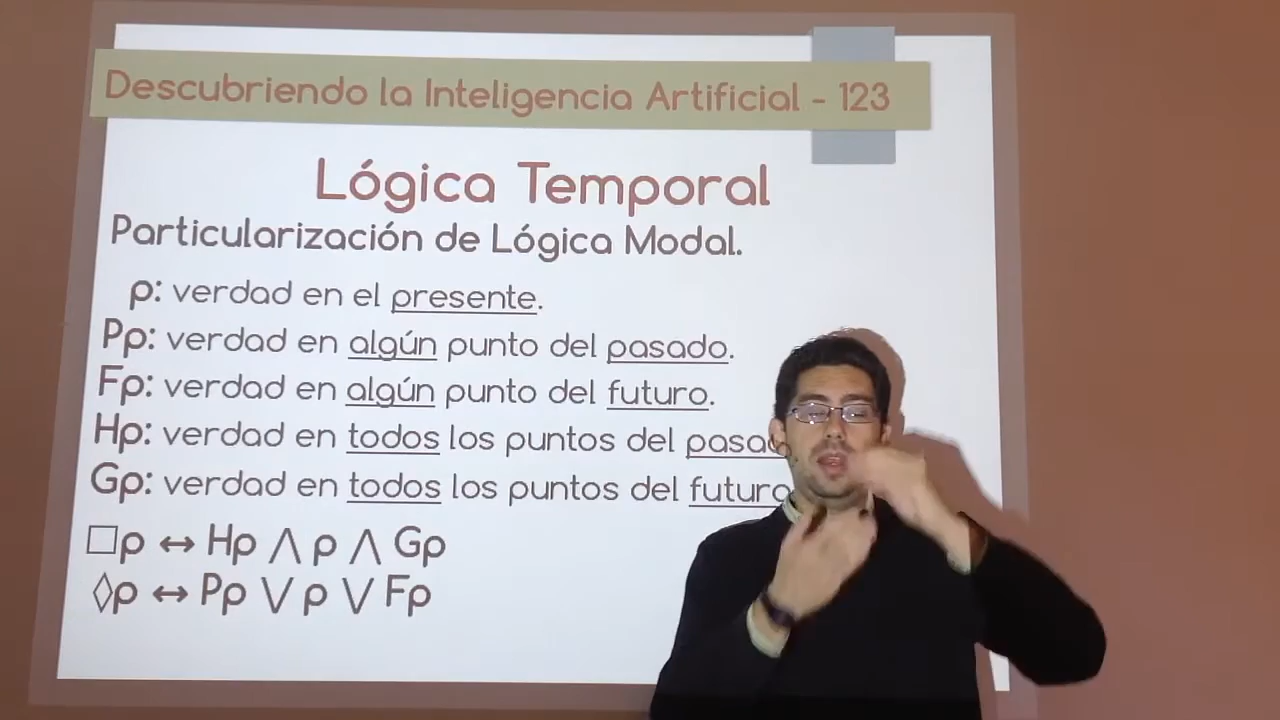 Descubriendo la Inteligencia Artificial - 123
Lógica Temporal
Particularización de Lógica Modal.
ρ: verdad en el presente.
Pρ: verdad en algún punto del pasado.
Fρ: verdad en algún punto del futuro.
Hρ: verdad en todos los puntos del
Gρ: verdad en todos los puntos del futuro
□ρ ↔ Hρ ⋀ ρ ⋀ Gρ
◊ρ ↔ Pρ ⋁ ρ ⋁ Fρ